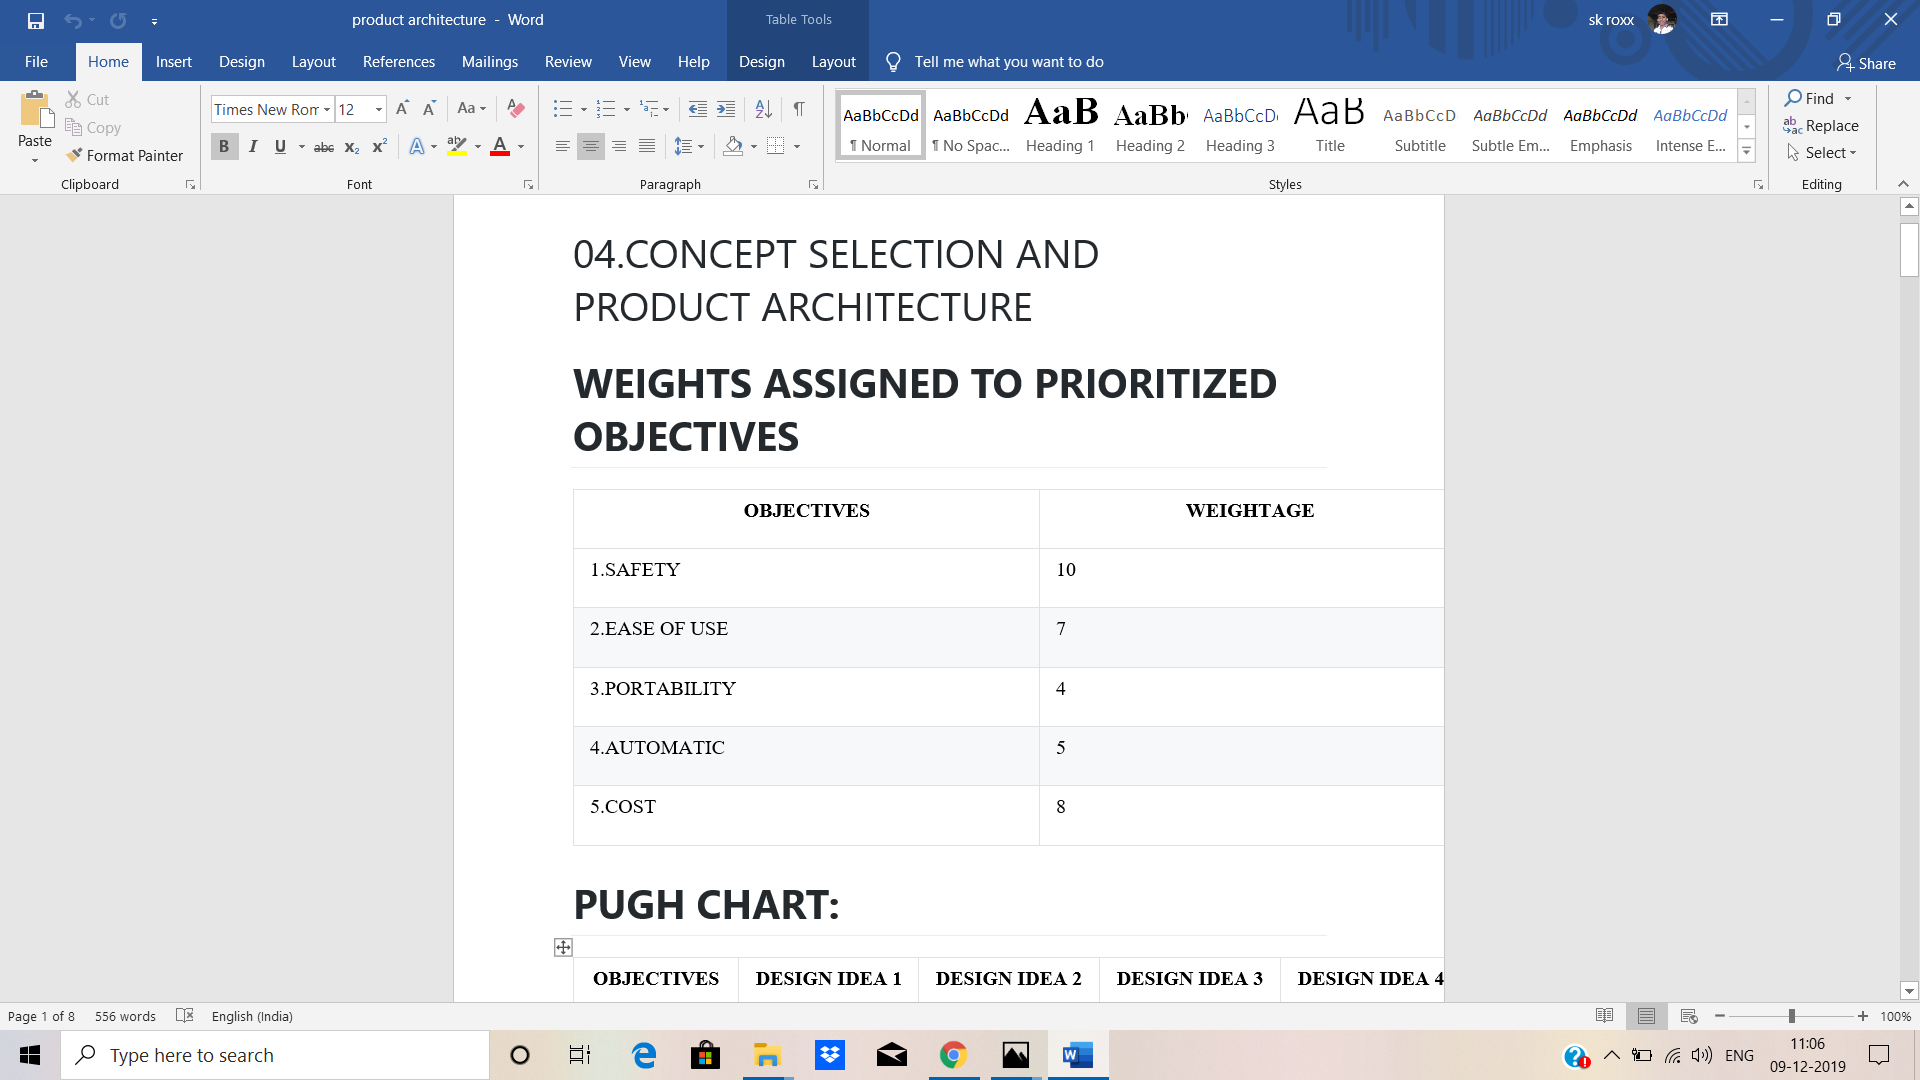 product architecture - Word
Table Tools
sk roxx
File Home Insert Design Layout References Mailings Review View Help Design Layout Tell me what you want to do Share
Paste
Cut
Copy
Format Painter
Clipboard
Times New Ron 12
Font
Paragraph
AaBbCcDd AaBbCcDd AaB AaBb AaBbCcD AaB AaBbCcD AaBbCcDd AaBbCcDd AaBbCcDd
¶ Normal ¶ No Spac... Heading 1 Heading 2 Heading 3 Title Subtitle Subtle Em... Emphasis Intense E...
Styles
Find
Replace
Select
Editing
04.CONCEPT SELECTION AND
PRODUCT ARCHITECTURE
WEIGHTS ASSIGNED TO PRIORITIZED
OBJECTIVES
OBJECTIVES WEIGHTAGE
1.SAFETY 10
2.EASE OF USE 7
3.PORTABILITY 4
4.AUTOMATIC 5
5.COST 8
PUGH CHART:
OBJECTIVES DESIGN IDEA 1 DESIGN IDEA 2 DESIGN IDEA 3 DESIGN IDEA 4
Page 1 of 8 556 words English (India) 100%
Type here to search
ENG
11:06
09-12-2019